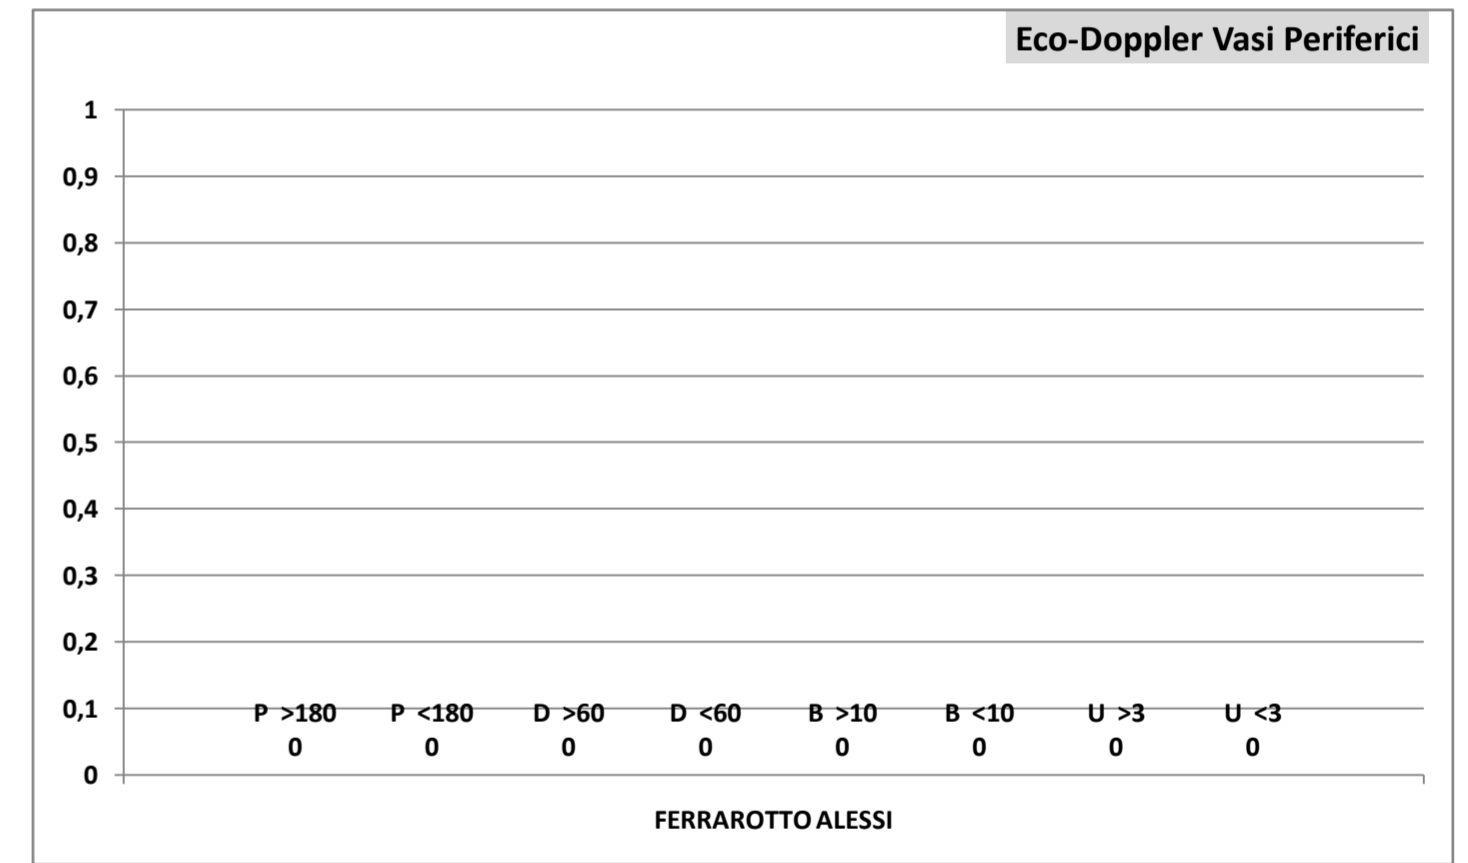 Eco-Doppler Vasi Periferici
1
0,9
0,8
0,7
0,6
0,5
0,4
0,3
0,2
0,1
0
P >180 P <180 D >60 D <60 B >10 B <10 U >3 U <3
0 0 0 0 0 0 0 0
FERRAROTTO ALESSI